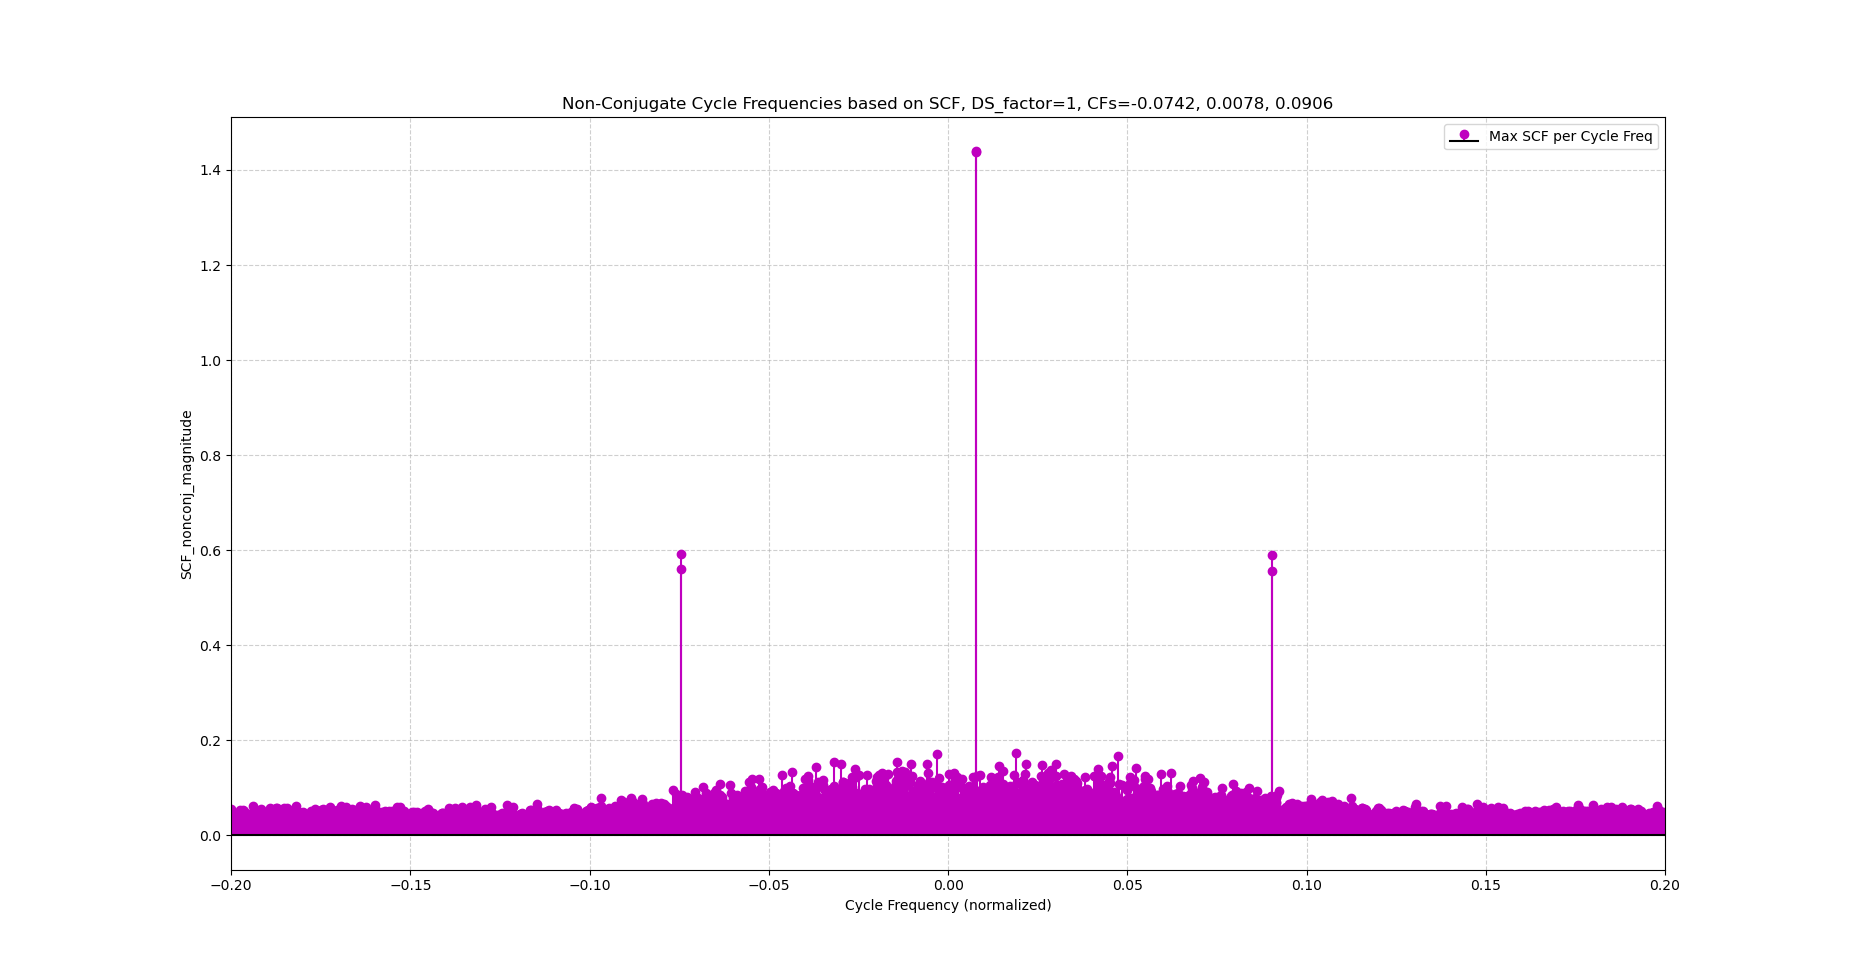 Non-Conjugate Cycle Frequencies based on SCF, DS_factor=1, CFs=-0.0742, 0.0078, 0.0906
Max SCF per Cycle Freq
1.4
1.2
1.0
0.8
0.6
0.4
0.2
0.0
SCF_nonconj_magnitude
−0.20 −0.15 −0.10 −0.05 0.00 0.05 0.10 0.15 0.20
Cycle Frequency (normalized)